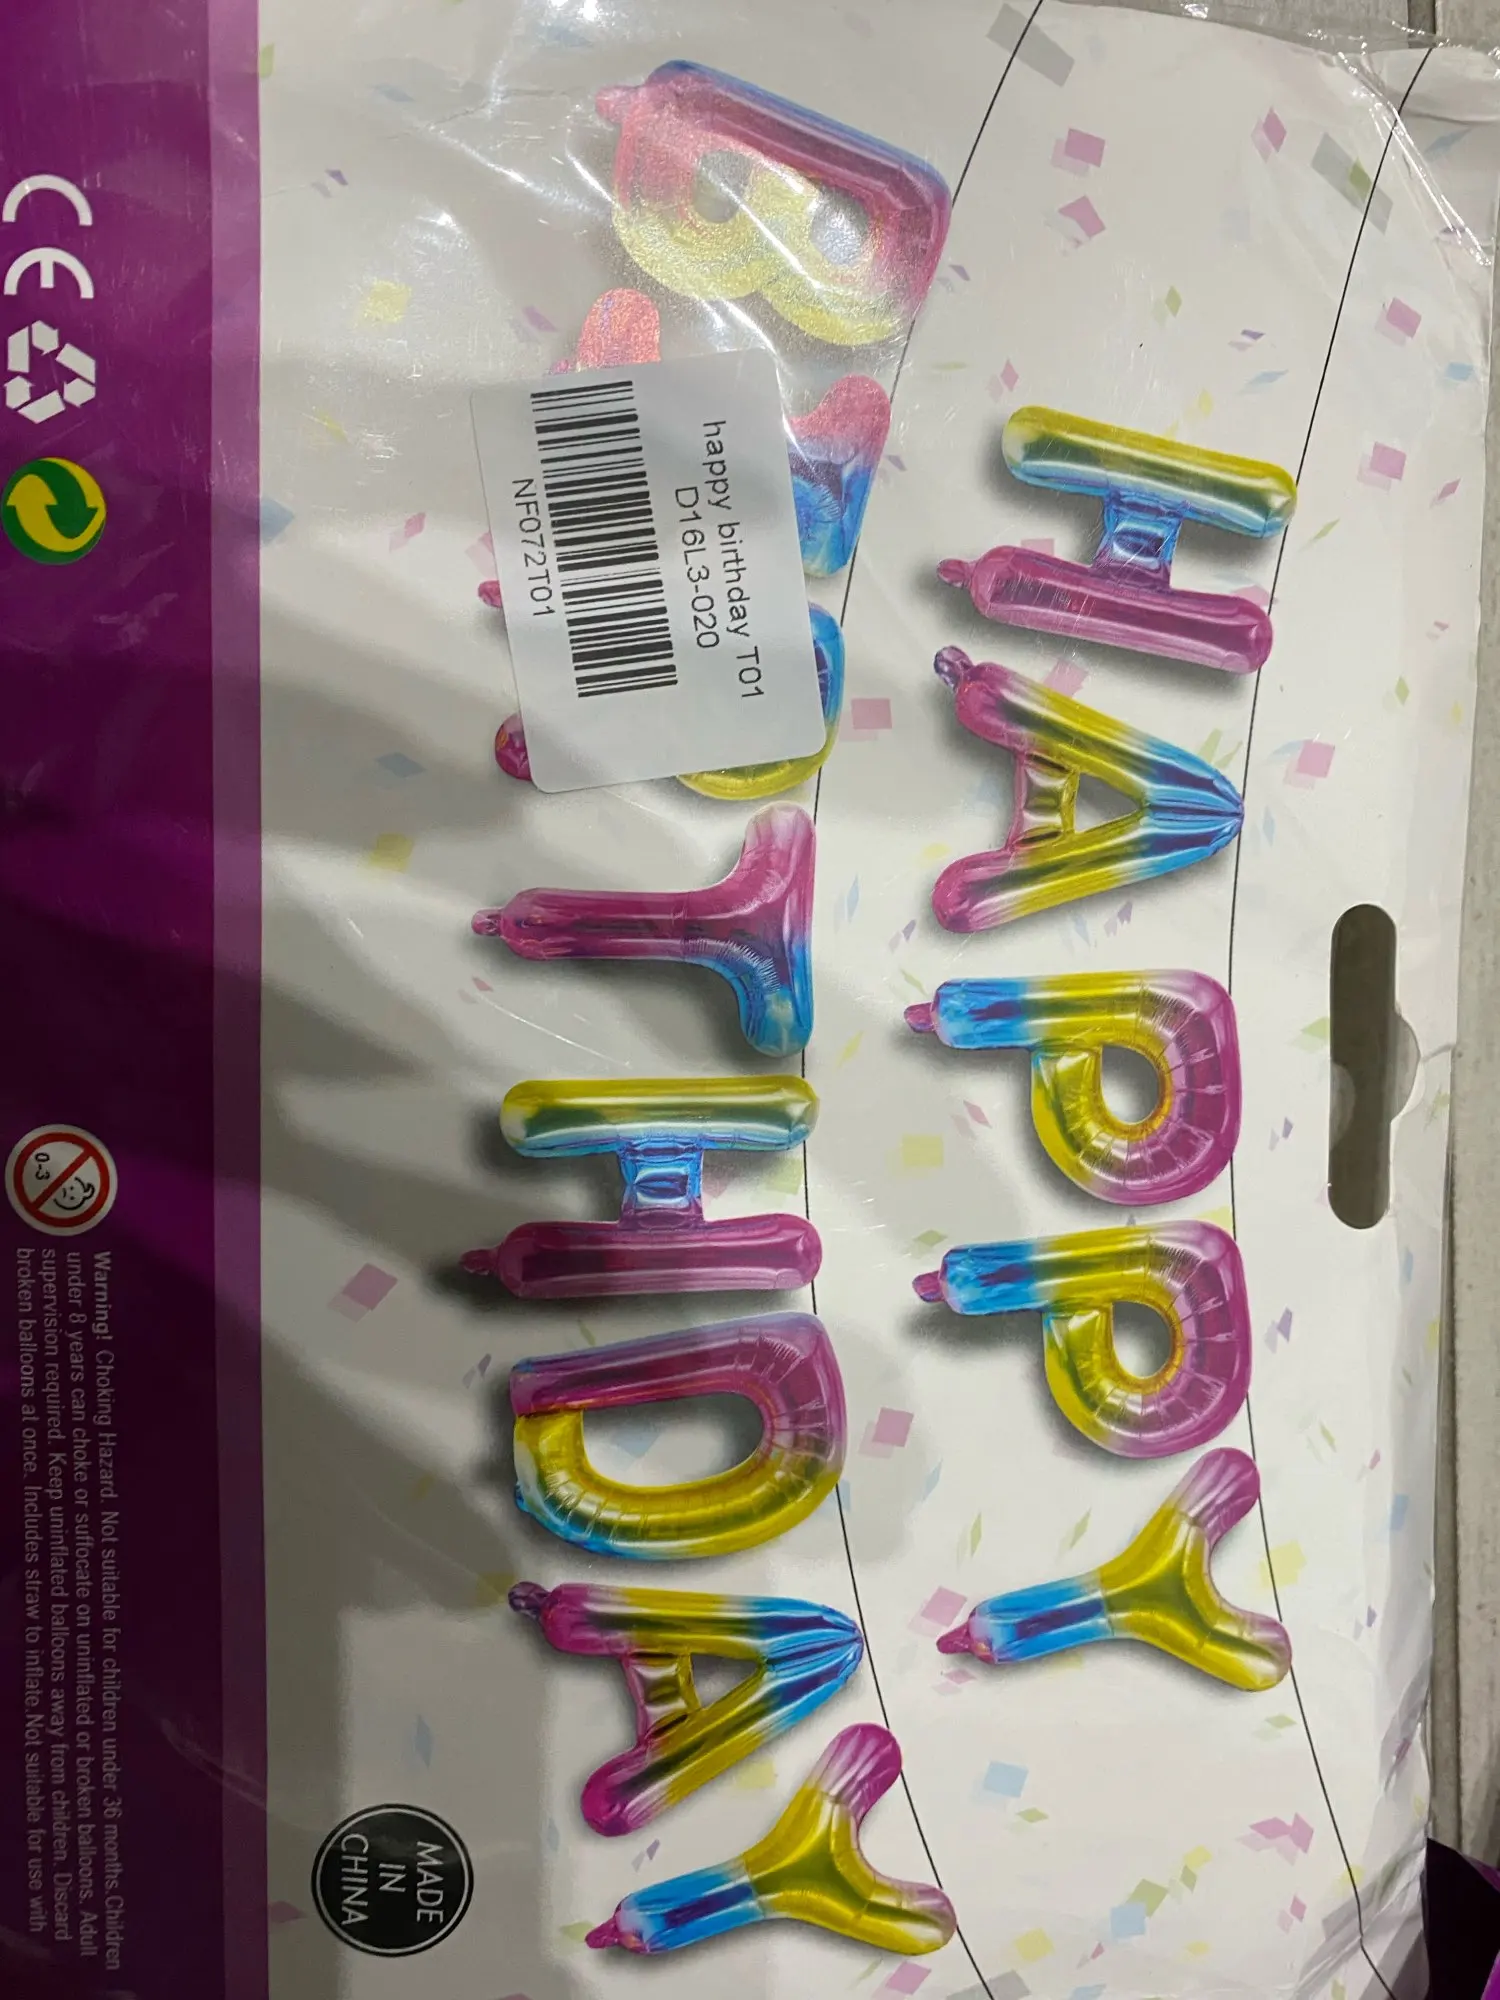 HAPPY
B
THDAY
happy birthday T01
D16L3-020
NF072T01
MADE
IN
CHINA
CE
0-3
Warning! Choking Hazard. Not suitable for children under 36 months.Children
under 8 years can choke or suffocate on uninflated or broken balloons. Adult
supervision required. Keep uninflated balloons away from children. Discard
broken balloons at once. Includes straw to inflate.Not suitable for use with